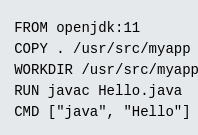 FROM openjdk:11
COPY . /usr/src/myapp
WORKDIR /usr/src/myapp
RUN javac Hello.java
CMD ["java", "Hello"]